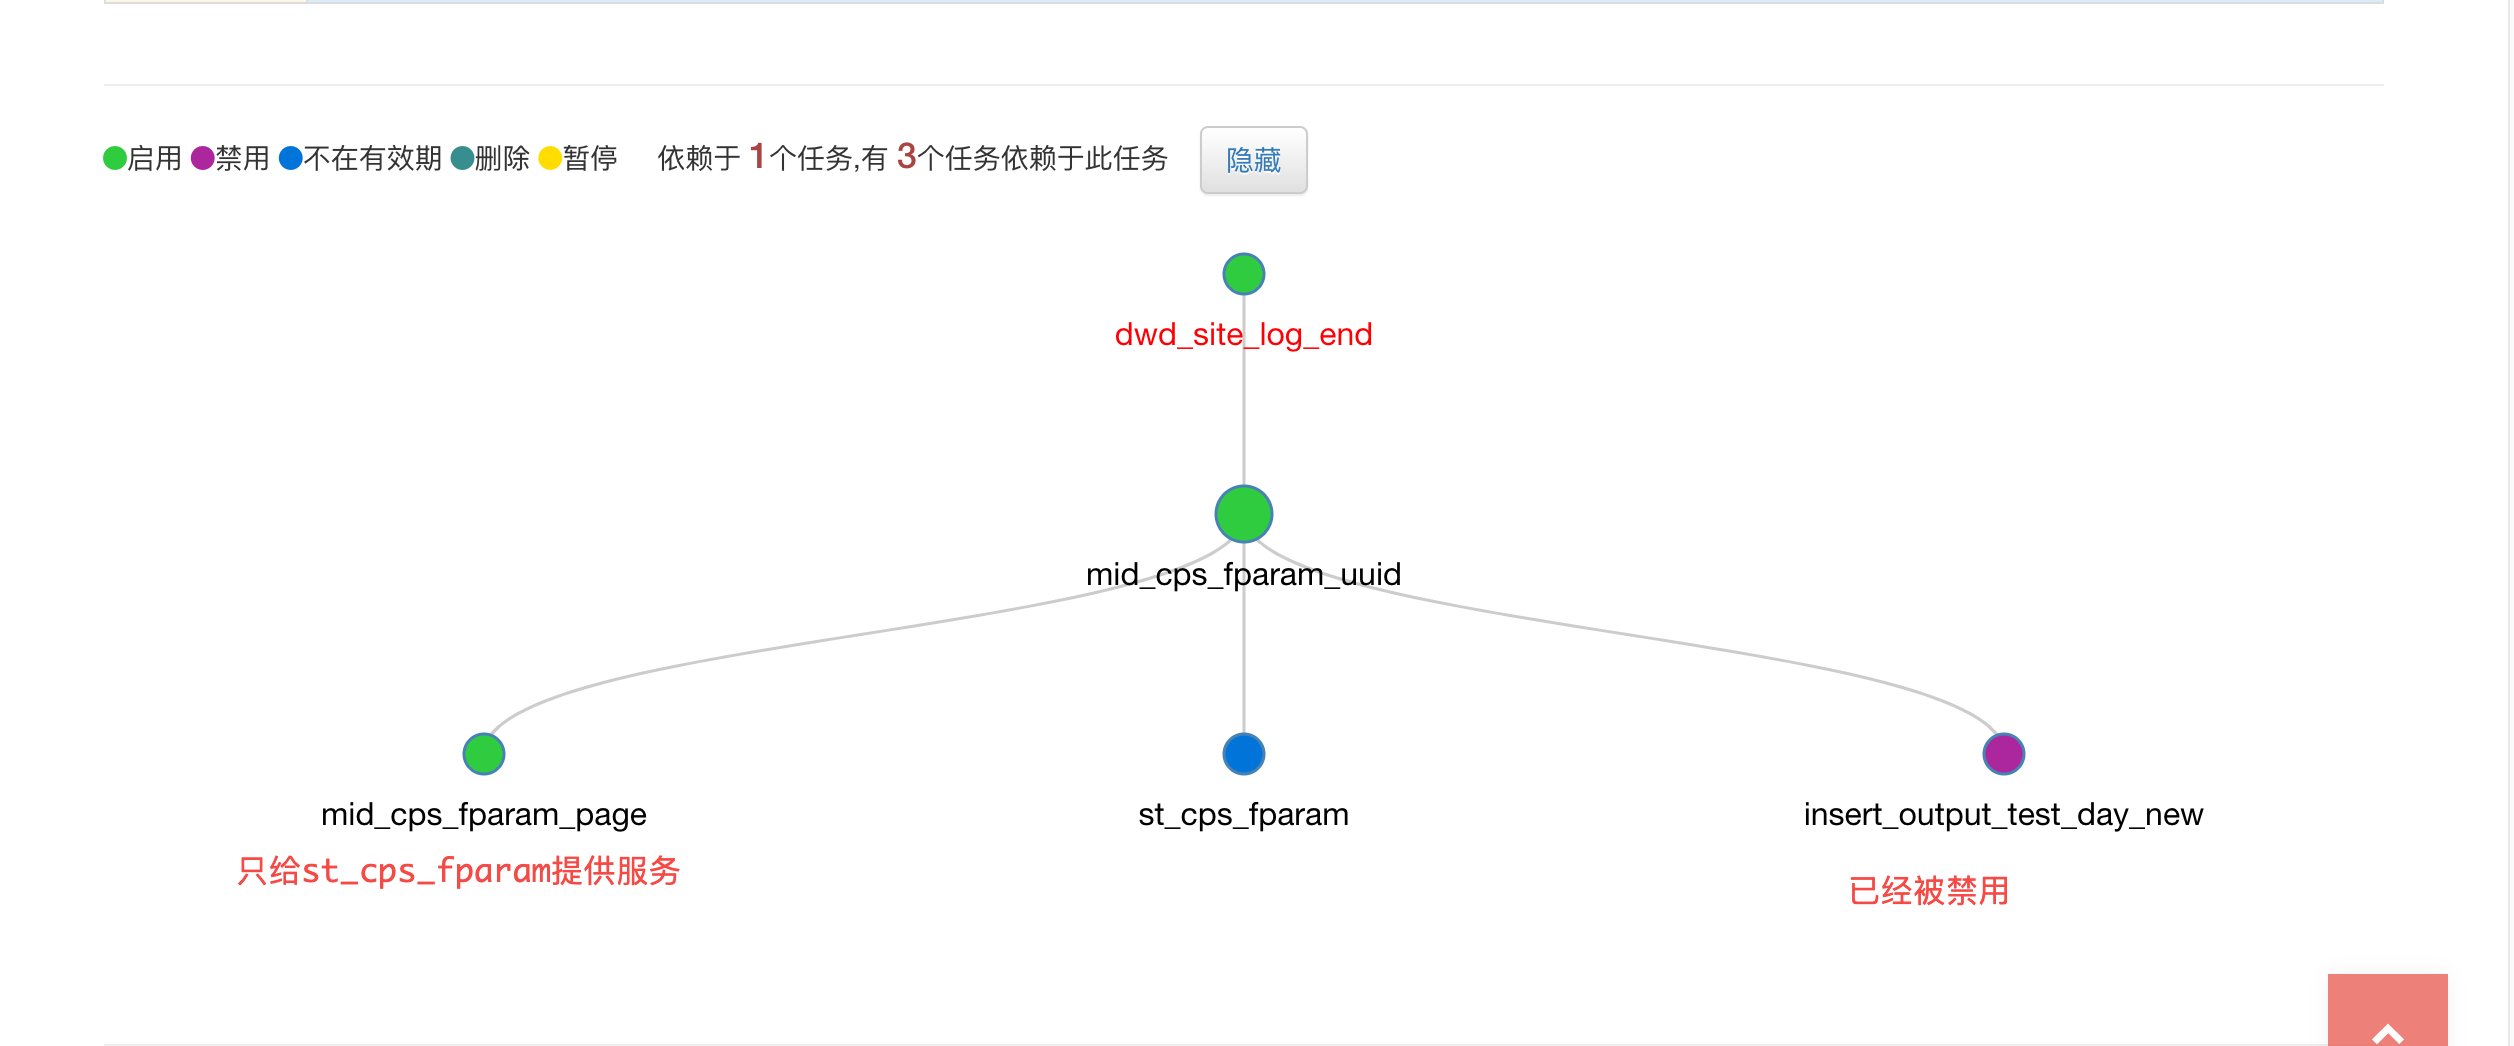 启用 禁用 不在有效期 删除 暂停 依赖于 1个任务,有 3个任务依赖于此任务 隐藏
dwd_site_log_end
mid_cps_fparam_uuid
mid_cps_fparam_page st_cps_fparam insert_output_test_day_new
只给st_cps_fparam提供服务
已经被禁用